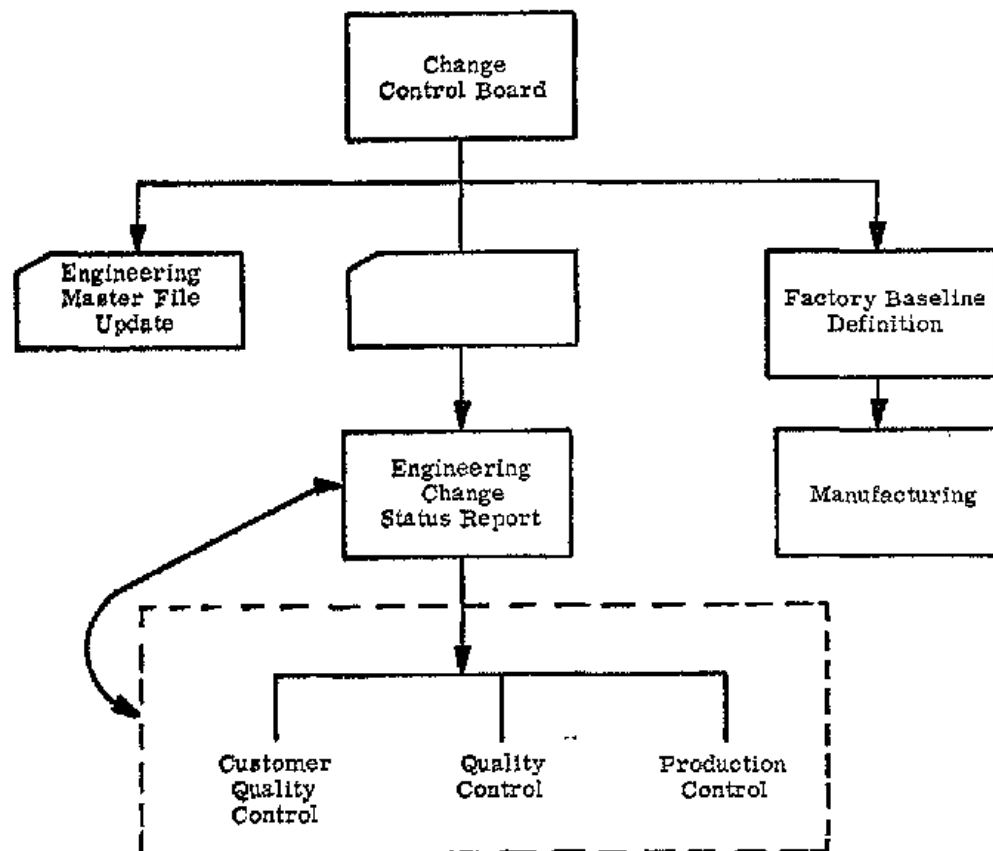 Change
Control Board
Engineering
Master File
Update
Factory Baseline
Definition
Engineering
Change
Status Report
Manufacturing
Customer
Quality
Control
Quality
Control
Production
Control